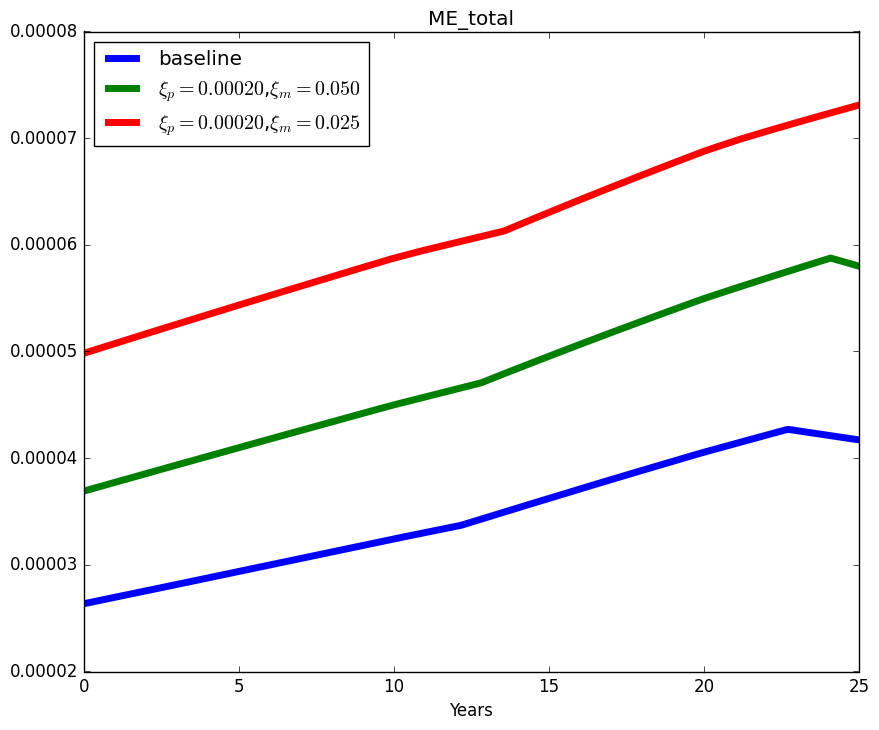 ME_total
0.00008
baseline
ξp = 0.00020,ξm = 0.050
ξp = 0.00020,ξm = 0.025
0.00007
0.00006
0.00005
0.00004
0.00003
0.00002
0 5 10 15 20 25
Years